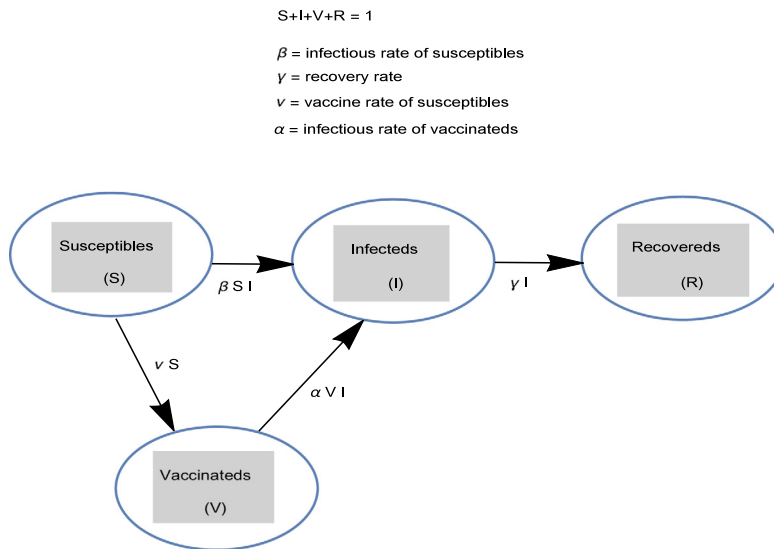 S+I+V+R = 1
β = infectious rate of susceptibles
γ = recovery rate
ν = vaccine rate of susceptibles
α = infectious rate of vaccinateds
Susceptibles
(S)
β S I
Infecteds
(I)
γ I
Recovereds
(R)
ν S
α V I
Vaccinateds
(V)